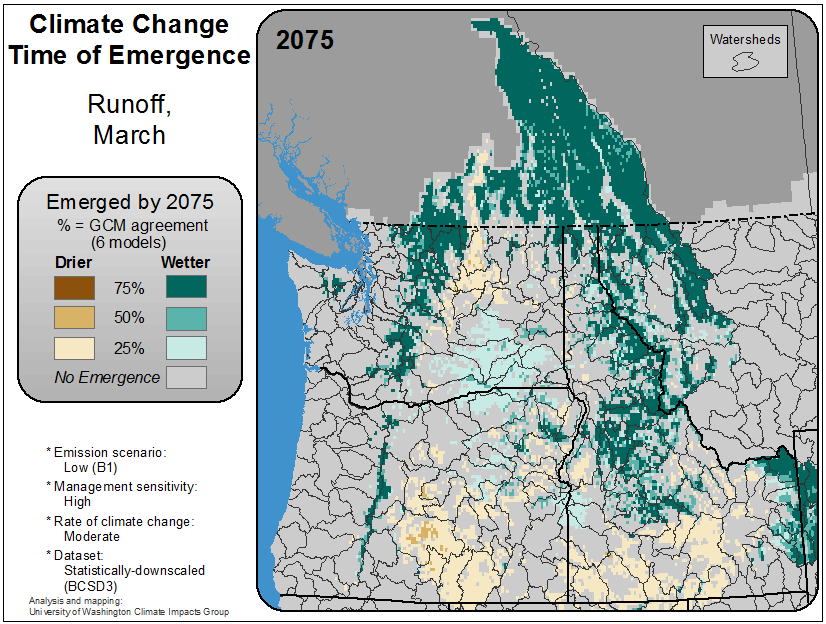 Climate Change
Time of Emergence
Runoff,
March
Emerged by 2075
% = GCM agreement
(6 models)
Drier Wetter
75%
50%
25%
No Emergence
* Emission scenario:
Low (B1)
* Management sensitivity:
High
* Rate of climate change:
Moderate
* Dataset:
Statistically-downscaled
(BCSD3)
Analysis and mapping:
University of Washington Climate Impacts Group
2075
Watersheds